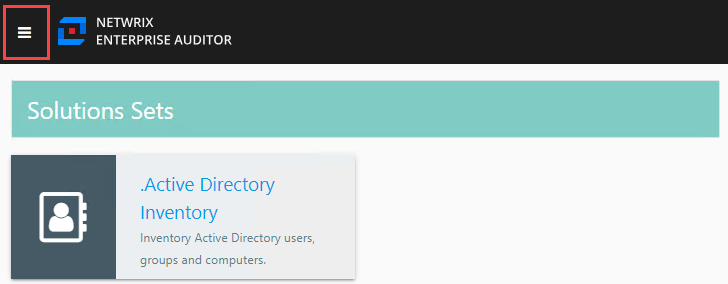 NETWRIX
ENTERPRISE AUDITOR
Solutions Sets
.Active Directory
Inventory
Inventory Active Directory users,
groups and computers.